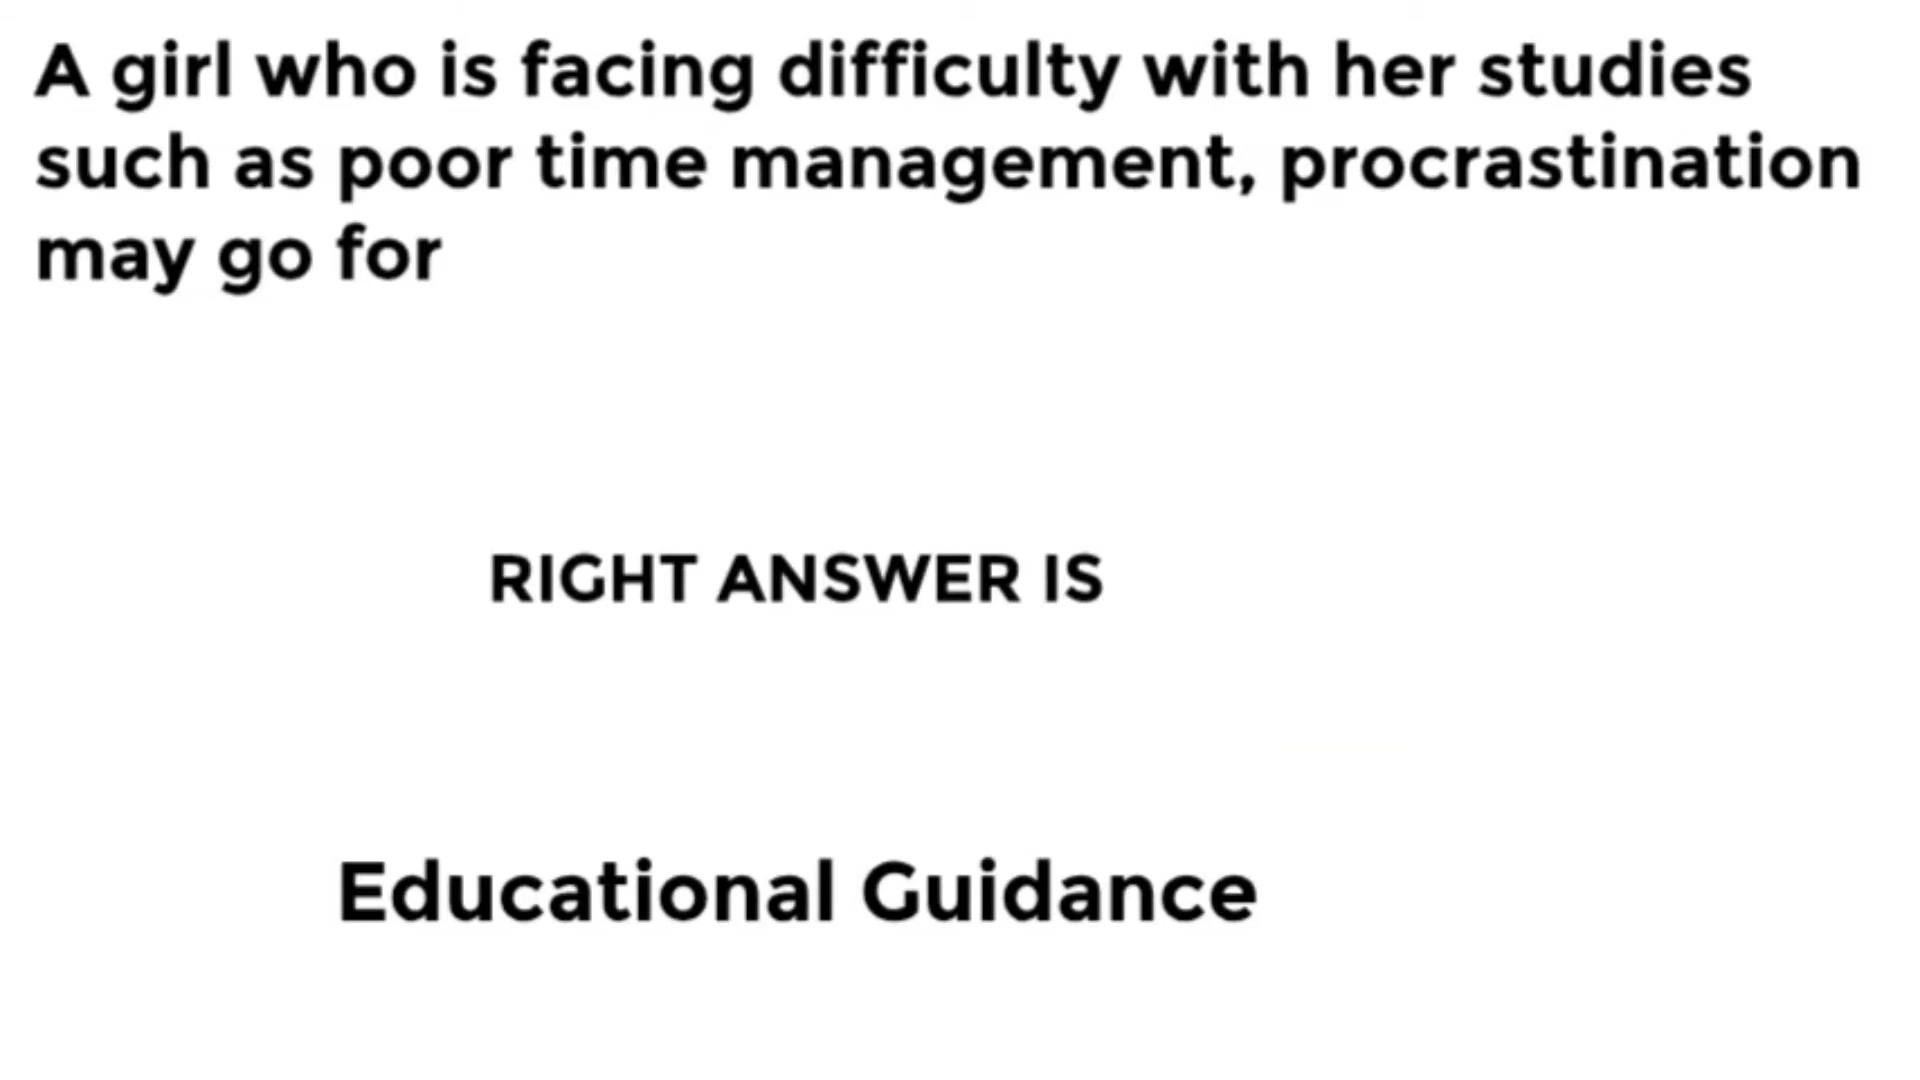 A girl who is facing difficulty with her studies
such as poor time management, procrastination
may go for
RIGHT ANSWER IS
Educational Guidance